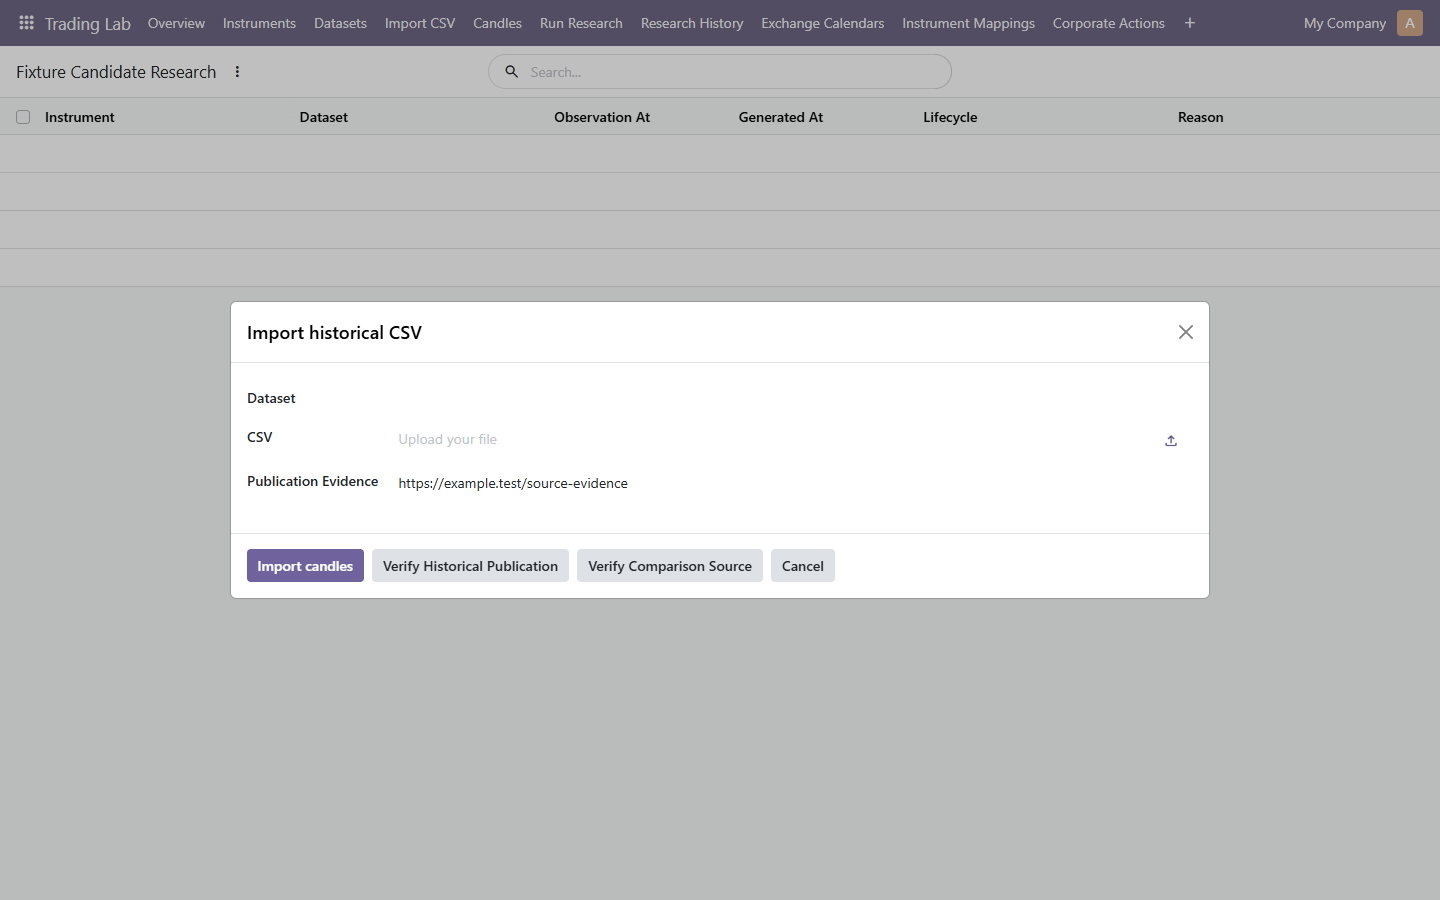 Trading Lab Overview Instruments Datasets Import CSV Candles Run Research Research History Exchange Calendars Instrument Mappings Corporate Actions + My Company A
Fixture Candidate Research Search...
Instrument Dataset Observation At Generated At Lifecycle Reason
Import historical CSV
Dataset
CSV Upload your file
Publication Evidence https://example.test/source-evidence
Import candles Verify Historical Publication Verify Comparison Source Cancel